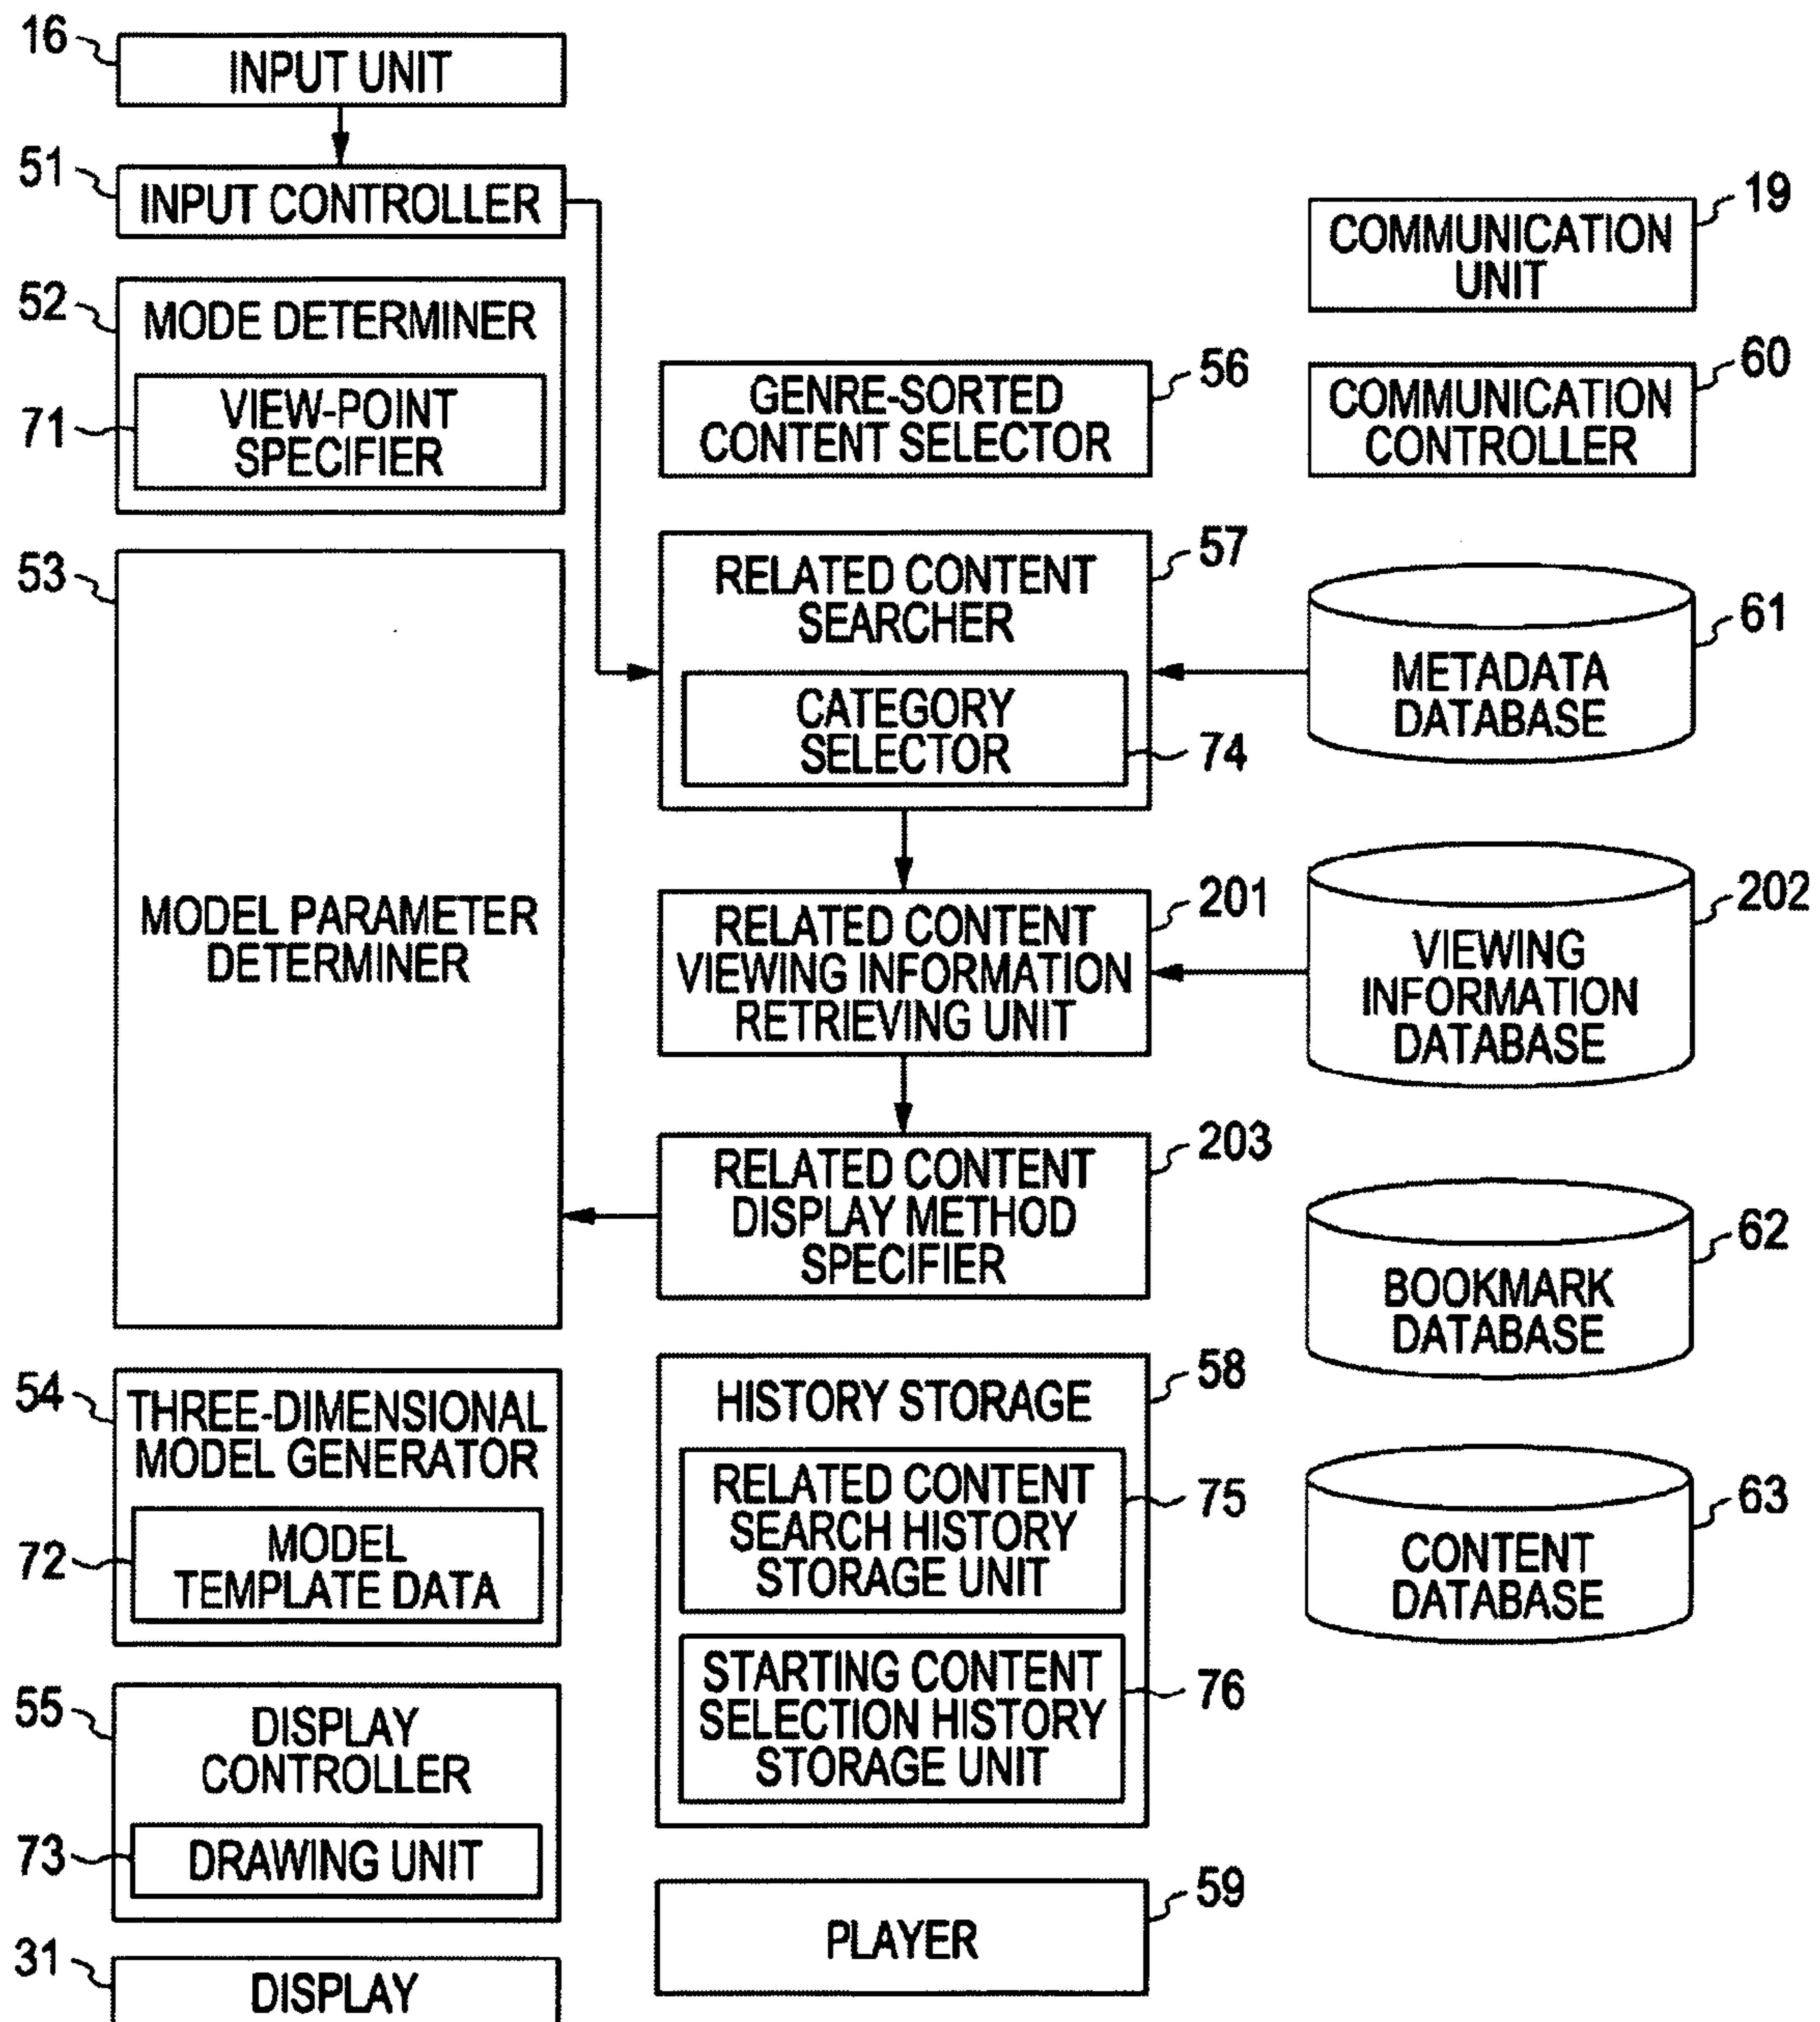 16
INPUT UNIT
51
INPUT CONTROLLER
52
MODE DETERMINER
71
VIEW-POINT
SPECIFIER
53
MODEL PARAMETER
DETERMINER
54
THREE-DIMENSIONAL
MODEL GENERATOR
72
MODEL
TEMPLATE DATA
55
DISPLAY
CONTROLLER
73
DRAWING UNIT
31
DISPLAY
56
GENRE-SORTED
CONTENT SELECTOR
57
RELATED CONTENT
SEARCHER
CATEGORY
SELECTOR
74
201
RELATED CONTENT
VIEWING INFORMATION
RETRIEVING UNIT
203
RELATED CONTENT
DISPLAY METHOD
SPECIFIER
58
HISTORY STORAGE
RELATED CONTENT
SEARCH HISTORY
STORAGE UNIT
75
STARTING CONTENT
SELECTION HISTORY
STORAGE UNIT
76
59
PLAYER
19
COMMUNICATION
UNIT
60
COMMUNICATION
CONTROLLER
61
METADATA
DATABASE
202
VIEWING
INFORMATION
DATABASE
62
BOOKMARK
DATABASE
63
CONTENT
DATABASE